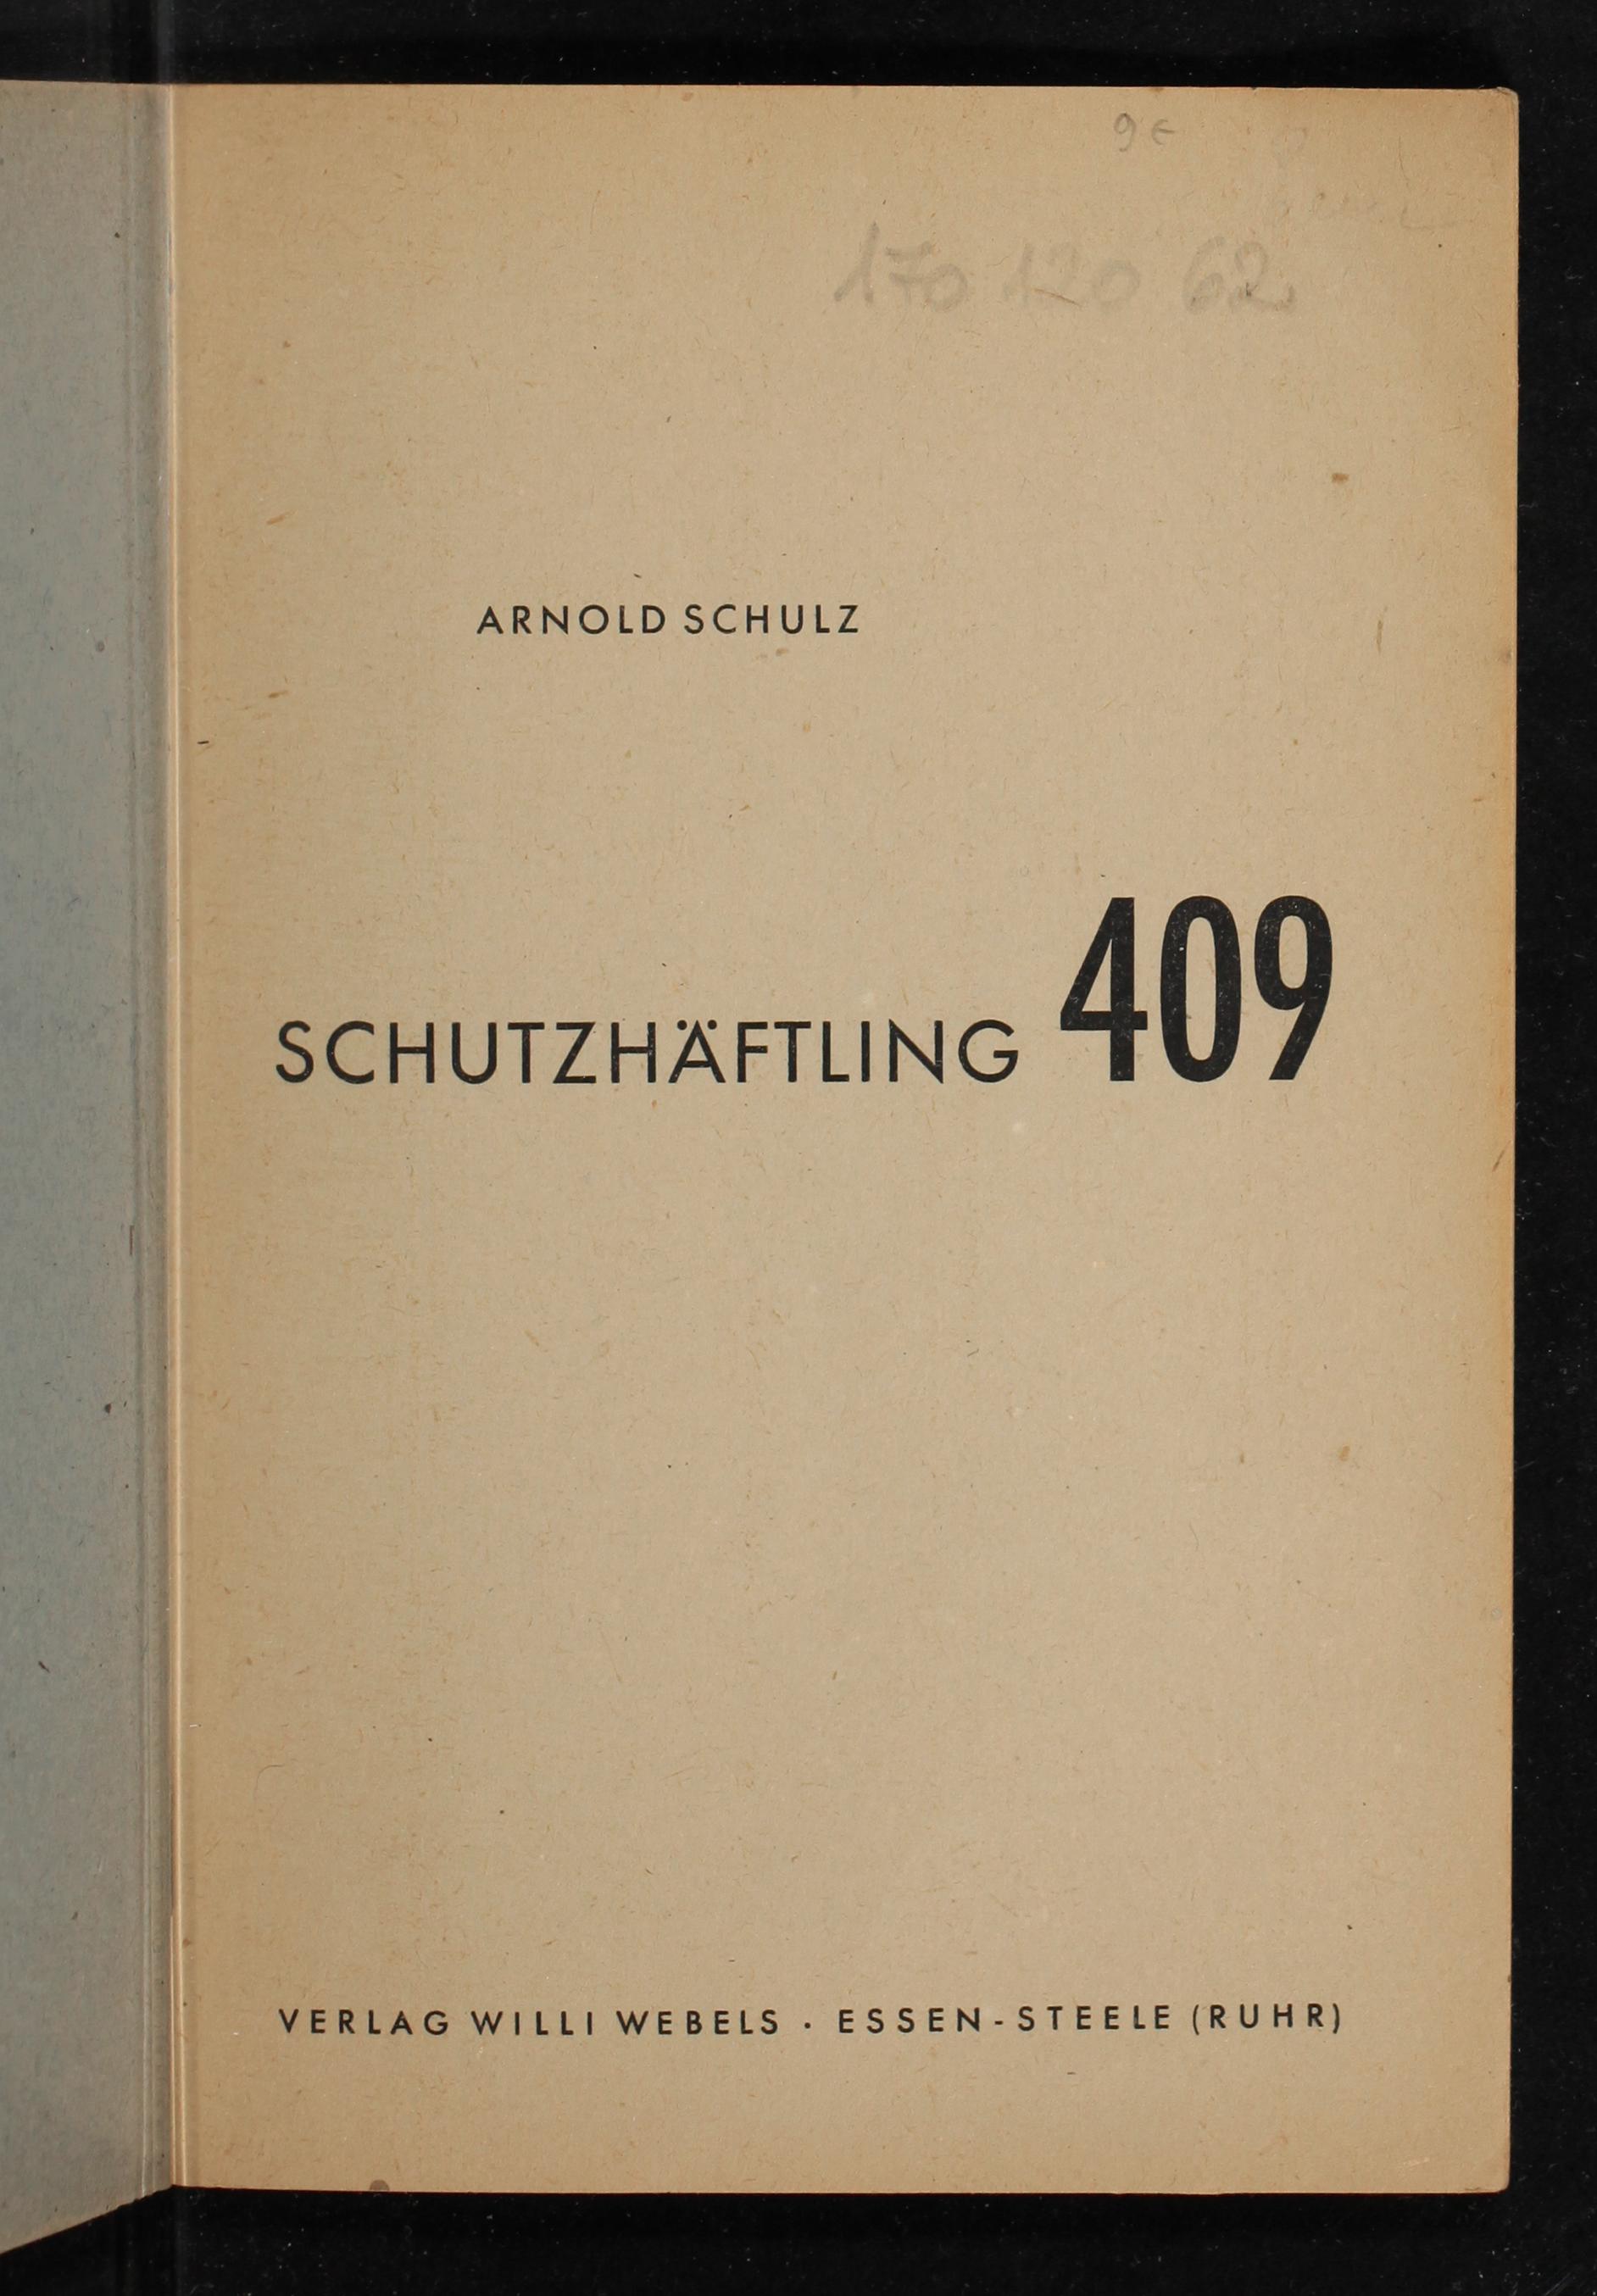 9 €
170 120 62
ARNOLD SCHULZ
SCHUTZHÄFTLING 409
VERLAG WILLI WEBELS · ESSEN-STEELE (RUHR)